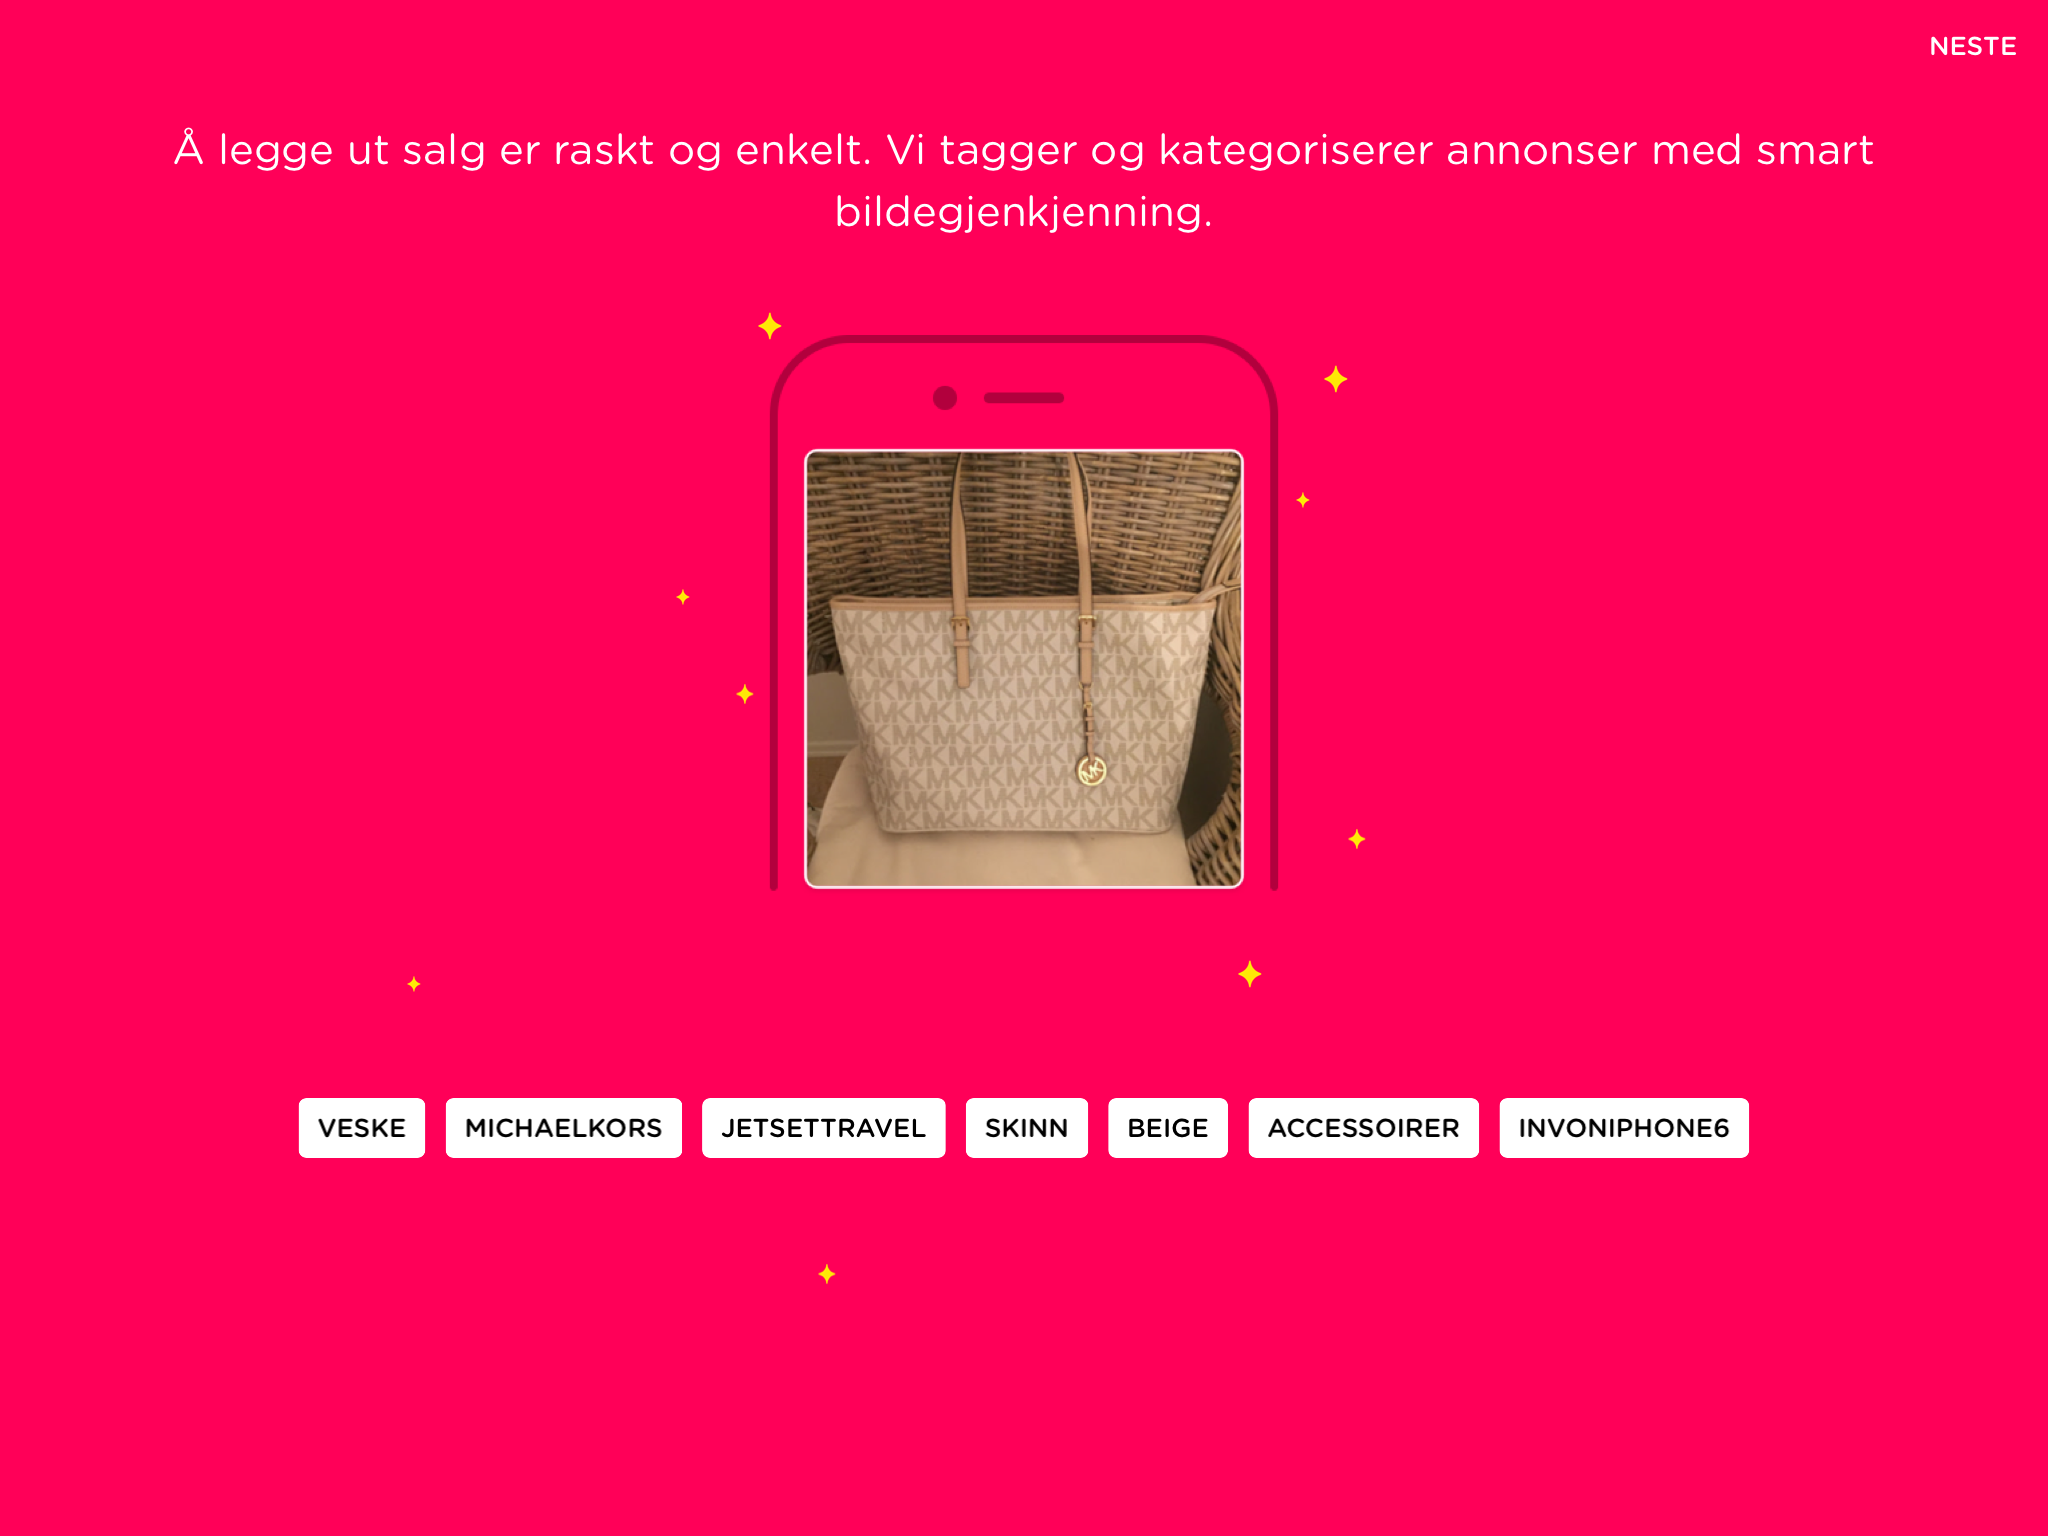 NESTE
Å legge ut salg er raskt og enkelt. Vi tagger og kategoriserer annonser med smart
bildegjenkjenning.
MK
VESKE MICHAELKORS JETSETTRAVEL SKINN BEIGE ACCESSOIRER INVONIPHONE6